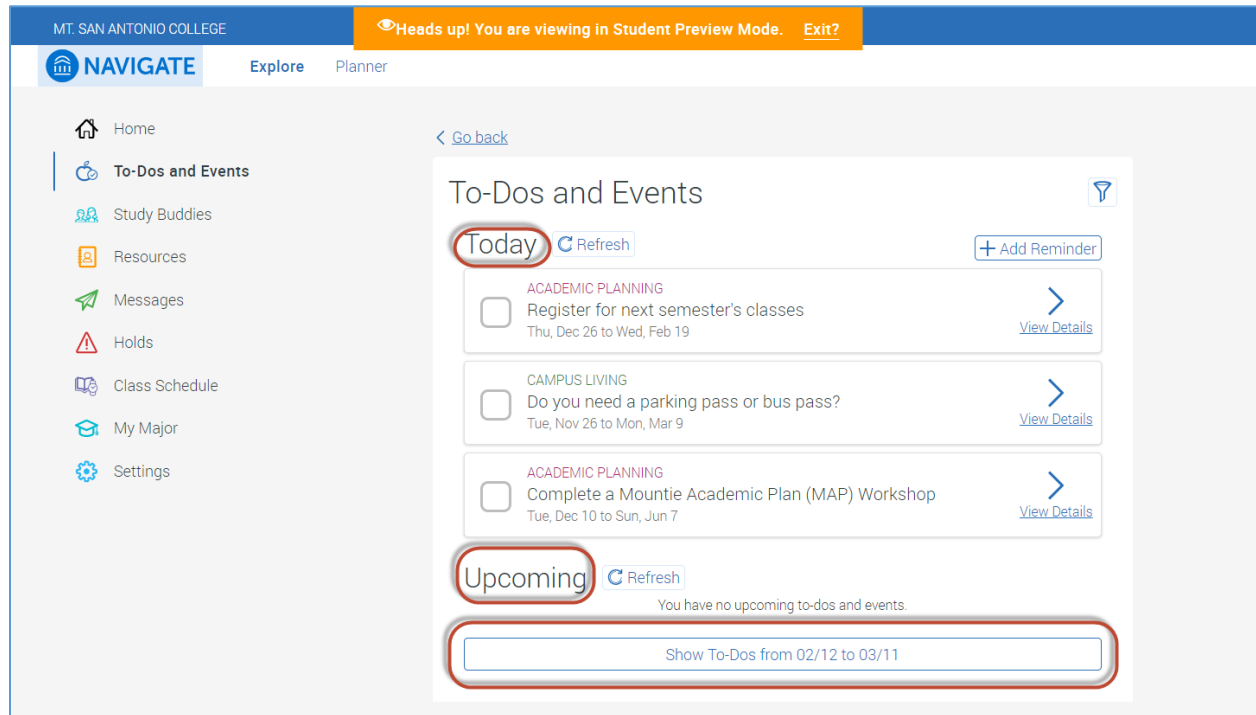 MT. SAN ANTONIO COLLEGE
Heads up! You are viewing in Student Preview Mode. Exit?
NAVIGATE Explore Planner
Home
To-Dos and Events
Study Buddies
Resources
Messages
Holds
Class Schedule
My Major
Settings
Go back
To-Dos and Events
Today Refresh
+ Add Reminder
ACADEMIC PLANNING
Register for next semester's classes
Thu, Dec 26 to Wed, Feb 19
View Details
CAMPUS LIVING
Do you need a parking pass or bus pass?
Tue, Nov 26 to Mon, Mar 9
View Details
ACADEMIC PLANNING
Complete a Mountie Academic Plan (MAP) Workshop
Tue, Dec 10 to Sun, Jun 7
View Details
Upcoming Refresh
You have no upcoming to-dos and events.
Show To-Dos from 02/12 to 03/11